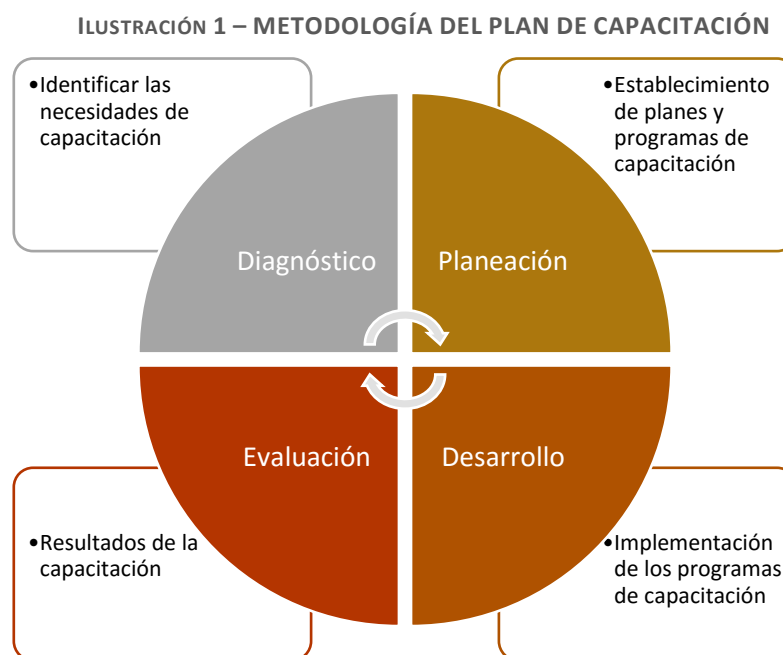 ILUSTRACIÓN 1 – METODOLOGÍA DEL PLAN DE CAPACITACIÓN
•Identificar las
necesidades de
capacitación
•Establecimiento
de planes y
programas de
capacitación
Diagnóstico
Planeación
Evaluación
Desarrollo
•Resultados de la
capacitación
•Implementación
de los programas
de capacitación